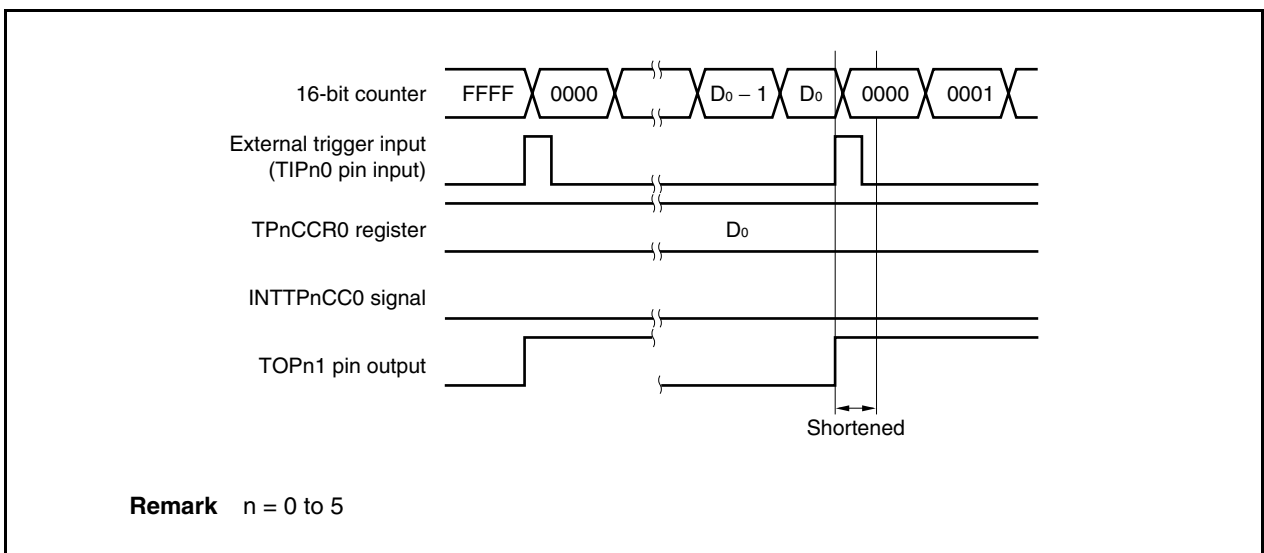 16-bit counter FFFF 0000 D0 − 1 D0 0000 0001
External trigger input
(TIPn0 pin input)
TPnCCR0 register D0
INTTPnCC0 signal
TOPn1 pin output
Shortened
Remark n = 0 to 5